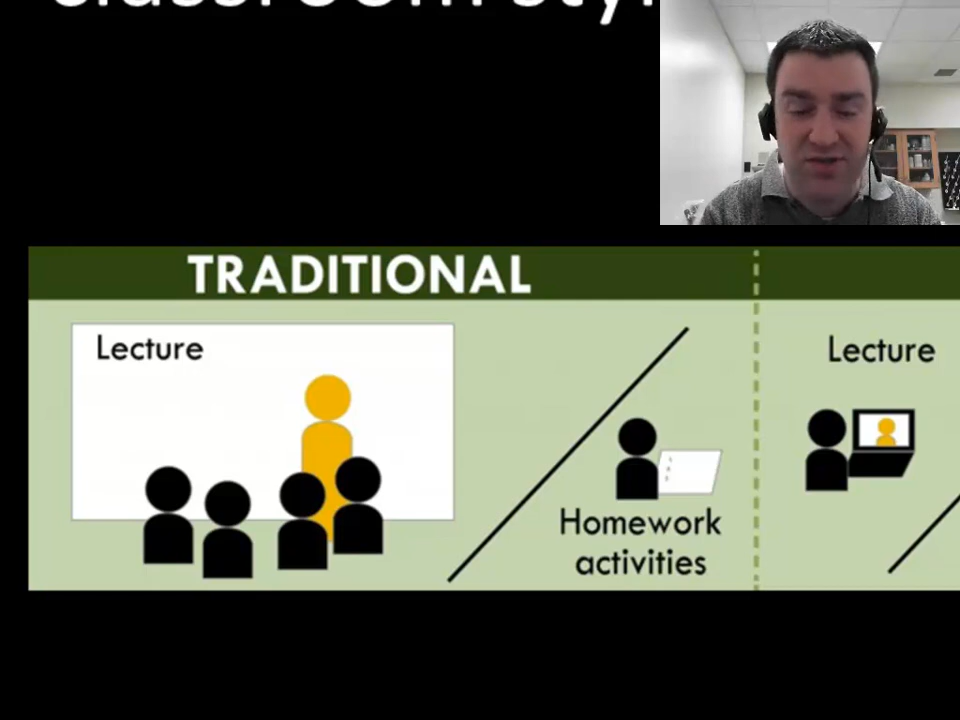 TRADITIONAL
Lecture
Homework
activities
Lecture